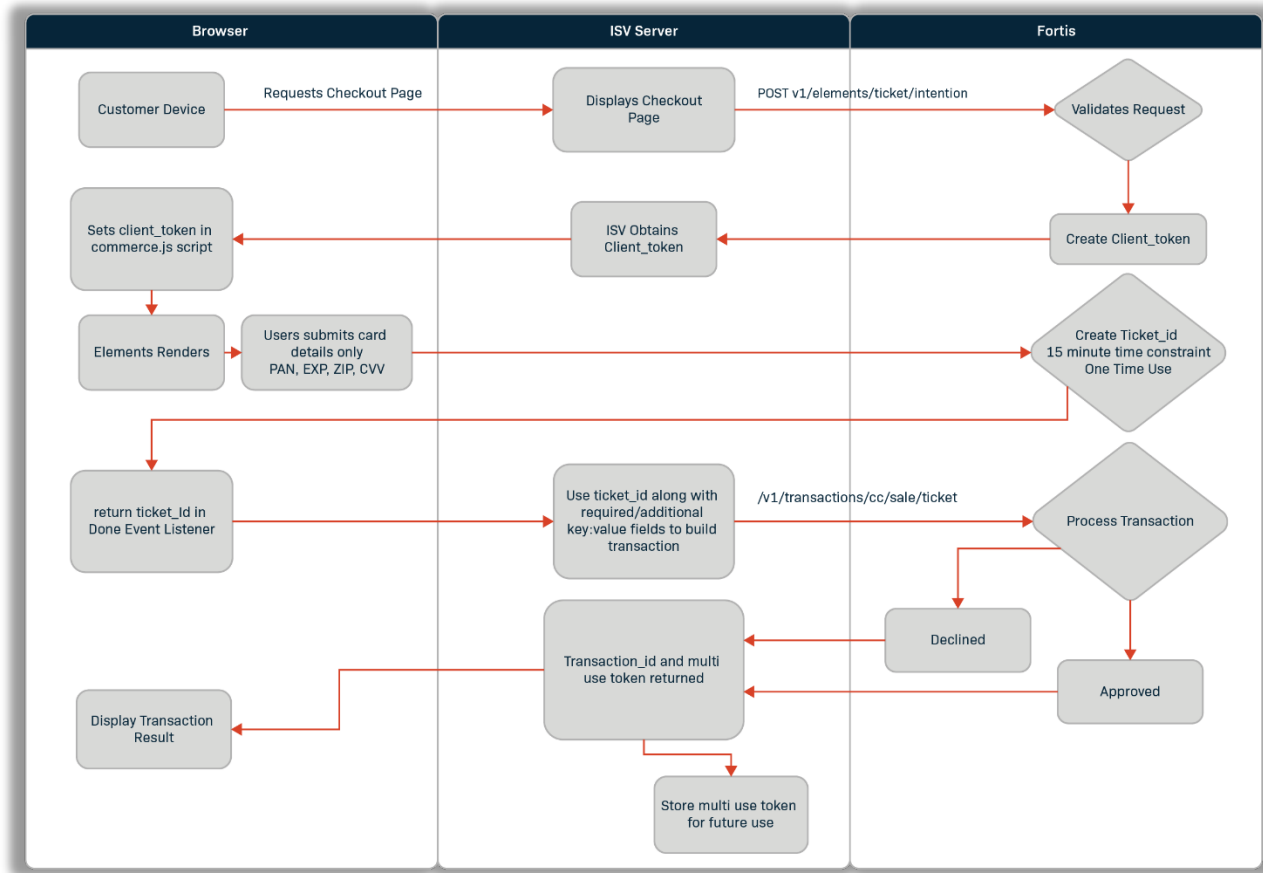 Browser
ISV Server
Fortis
Customer Device
Requests Checkout Page
Displays Checkout
Page
POST v1/elements/ticket/intention
Validates Request
Sets client_token in
commerce.js script
ISV Obtains
Client_token
Create Client_token
Elements Renders
Users submits card
details only
PAN, EXP, ZIP, CVV
Create Ticket_id
15 minute time constraint
One Time Use
return ticket_Id in
Done Event Listener
Use ticket_id along with
required/additional
key:value fields to build
transaction
/v1/transactions/cc/sale/ticket
Process Transaction
Declined
Transaction_id and multi
use token returned
Approved
Display Transaction
Result
Store multi use token
for future use